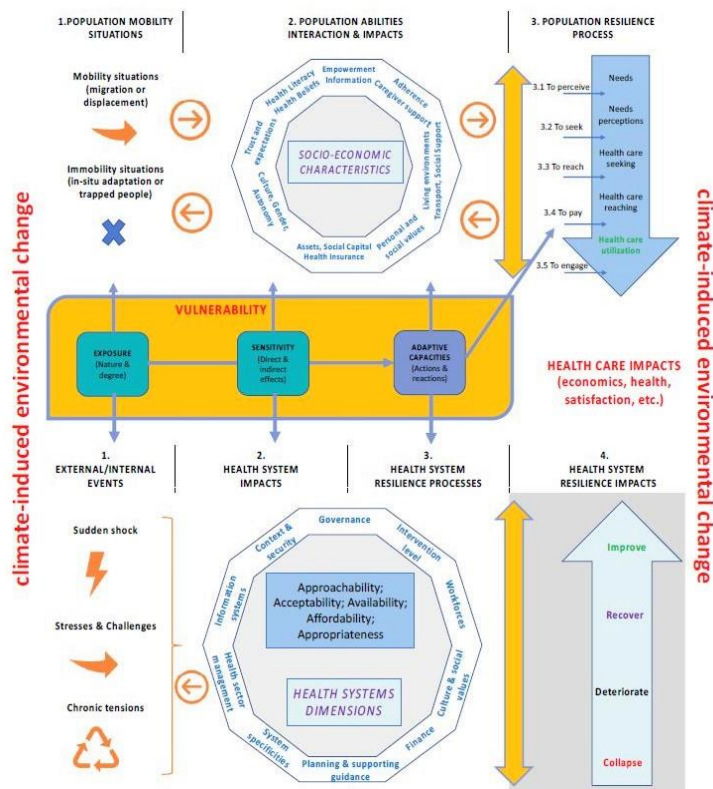 1.POPULATION MOBILITY
SITUATIONS
2. POPULATION ABILITIES
INTERACTION & IMPACTS
3. POPULATION RESILIENCE
PROCESS
climate-induced environmental change
Mobility situations
(migration or
displacement)
Immobility situations
(in-situ adaptation or
trapped people)
Empowerment
Information
Adherence
Caregiver support
Living environments
Transport, Social Support
Personal and
social values
Assets, Social Capital
Health Insurance
Culture, Gender,
Autonomy
Trust and
expectations
Health Literacy
Health Beliefs
SOCIO-ECONOMIC
CHARACTERISTICS
3.1 To perceive
3.2 To seek
3.3 To reach
3.4 To pay
3.5 To engage
Needs
Needs
perceptions
Health care
seeking
Health care
reaching
Health care
utilization
climate-induced environmental change
VULNERABILITY
EXPOSURE
(Nature &
degree)
SENSITIVITY
(Direct &
indirect
effects)
ADAPTIVE
CAPACITIES
(Actions &
reactions)
HEALTH CARE IMPACTS
(economics, health,
satisfaction, etc.)
1.
EXTERNAL/INTERNAL
EVENTS
2.
HEALTH SYSTEM
IMPACTS
3.
HEALTH SYSTEM
RESILIENCE PROCESSES
4.
HEALTH SYSTEM
RESILIENCE IMPACTS
Sudden shock
Stresses & Challenges
Chronic tensions
Governance
Intervention
level
Workforces
Culture & social
values
Finance
Planning & supporting
guidance
System
specificities
Health sector
management
Information
systems
Context &
security
Approachability;
Acceptability; Availability;
Affordability;
Appropriateness
HEALTH SYSTEMS
DIMENSIONS
Improve
Recover
Deteriorate
Collapse